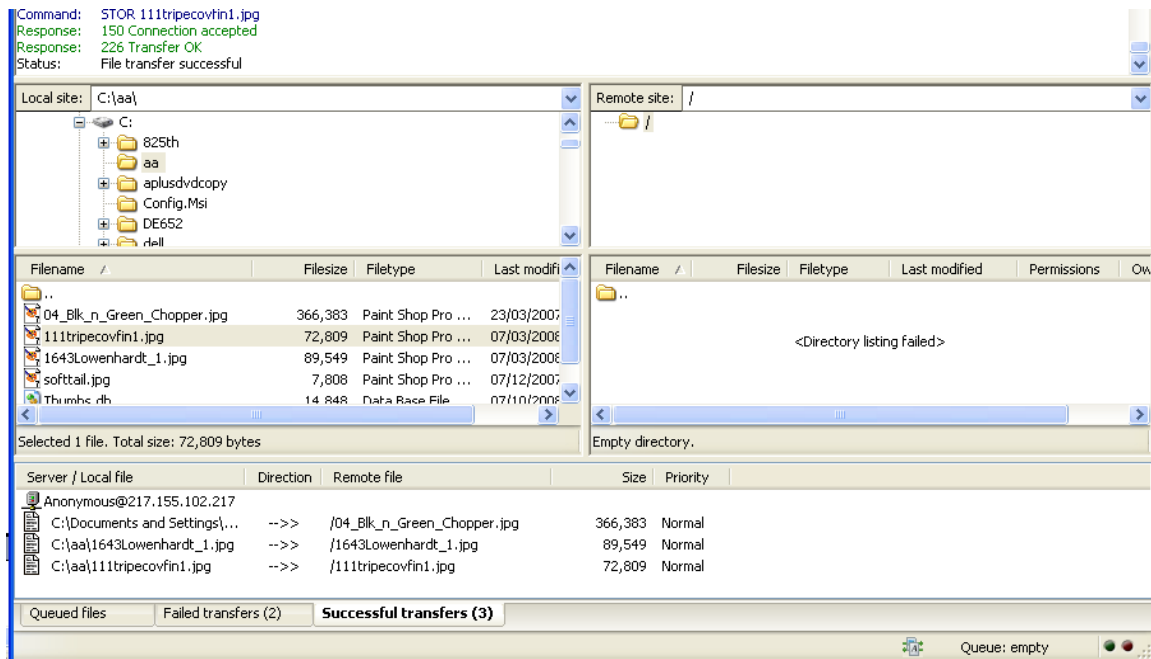 Command: STOR 111tripecovfin1.jpg
Response: 150 Connection accepted
Response: 226 Transfer OK
Status: File transfer successful
Local site: C:\aa\ Remote site: /
C: /
825th
aa
aplusdvdcopy
Config.Msi
DE652
dell
Filename Filesize Filetype Last modifi Filename Filesize Filetype Last modified Permissions Ow
.. ..
04_Blk_n_Green_Chopper.jpg 366,383 Paint Shop Pro ... 23/03/2007
111tripecovfin1.jpg 72,809 Paint Shop Pro ... 07/03/2008 <Directory listing failed>
1643Lowenhardt_1.jpg 89,549 Paint Shop Pro ... 07/03/2008
softtail.jpg 7,808 Paint Shop Pro ... 07/12/2007
Thumbs.db 14,848 Data Base File 07/10/2008
Selected 1 file. Total size: 72,809 bytes Empty directory.
Server / Local file Direction Remote file Size Priority
Anonymous@217.155.102.217
C:\Documents and Settings\... -->> /04_Blk_n_Green_Chopper.jpg 366,383 Normal
C:\aa\1643Lowenhardt_1.jpg -->> /1643Lowenhardt_1.jpg 89,549 Normal
C:\aa\111tripecovfin1.jpg -->> /111tripecovfin1.jpg 72,809 Normal
Queued files Failed transfers (2) Successful transfers (3)
Queue: empty